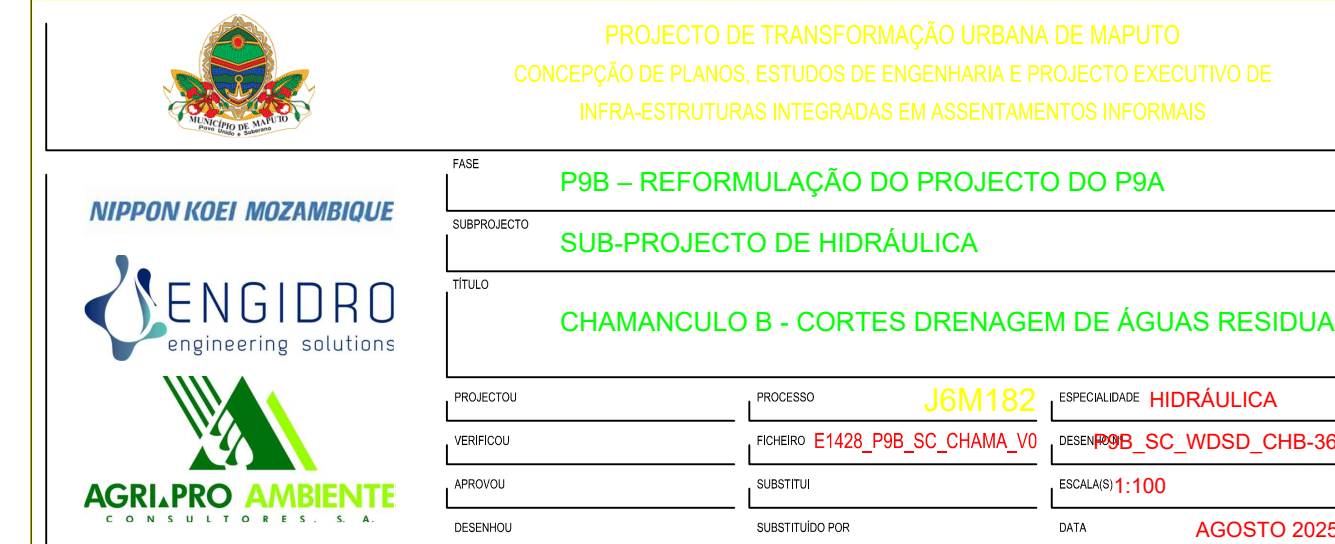 PROJECTO DE TRANSFORMAÇÃO URBANA DE MAPUTO
CONCEPÇÃO DE PLANOS, ESTUDOS DE ENGENHARIA E PROJECTO EXECUTIVO DE
INFRA-ESTRUTURAS INTEGRADAS EM ASSENTAMENTOS INFORMAIS
MUNICÍPIO DE MAPUTO
Povo Unido e Soberano
FASE
P9B – REFORMULAÇÃO DO PROJECTO DO P9A
NIPPON KOEI MOZAMBIQUE
SUBPROJECTO
SUB-PROJECTO DE HIDRÁULICA
TÍTULO
CHAMANCULO B - CORTES DRENAGEM DE ÁGUAS RESIDUA
ENGIDRO
engineering solutions
AGRI.PRO AMBIENTE
CONSULTORES. S. A.
PROJECTOU
PROCESSO J6M182
ESPECIALIDADE HIDRÁULICA
VERIFICOU
FICHEIRO E1428_P9B_SC_CHAMA_V0
P9B_SC_WDSD_CHB-36
APROVOU
SUBSTITUI
ESCALA(S) 1:100
DESENHOU
SUBSTITUÍDO POR
DATA AGOSTO 2025